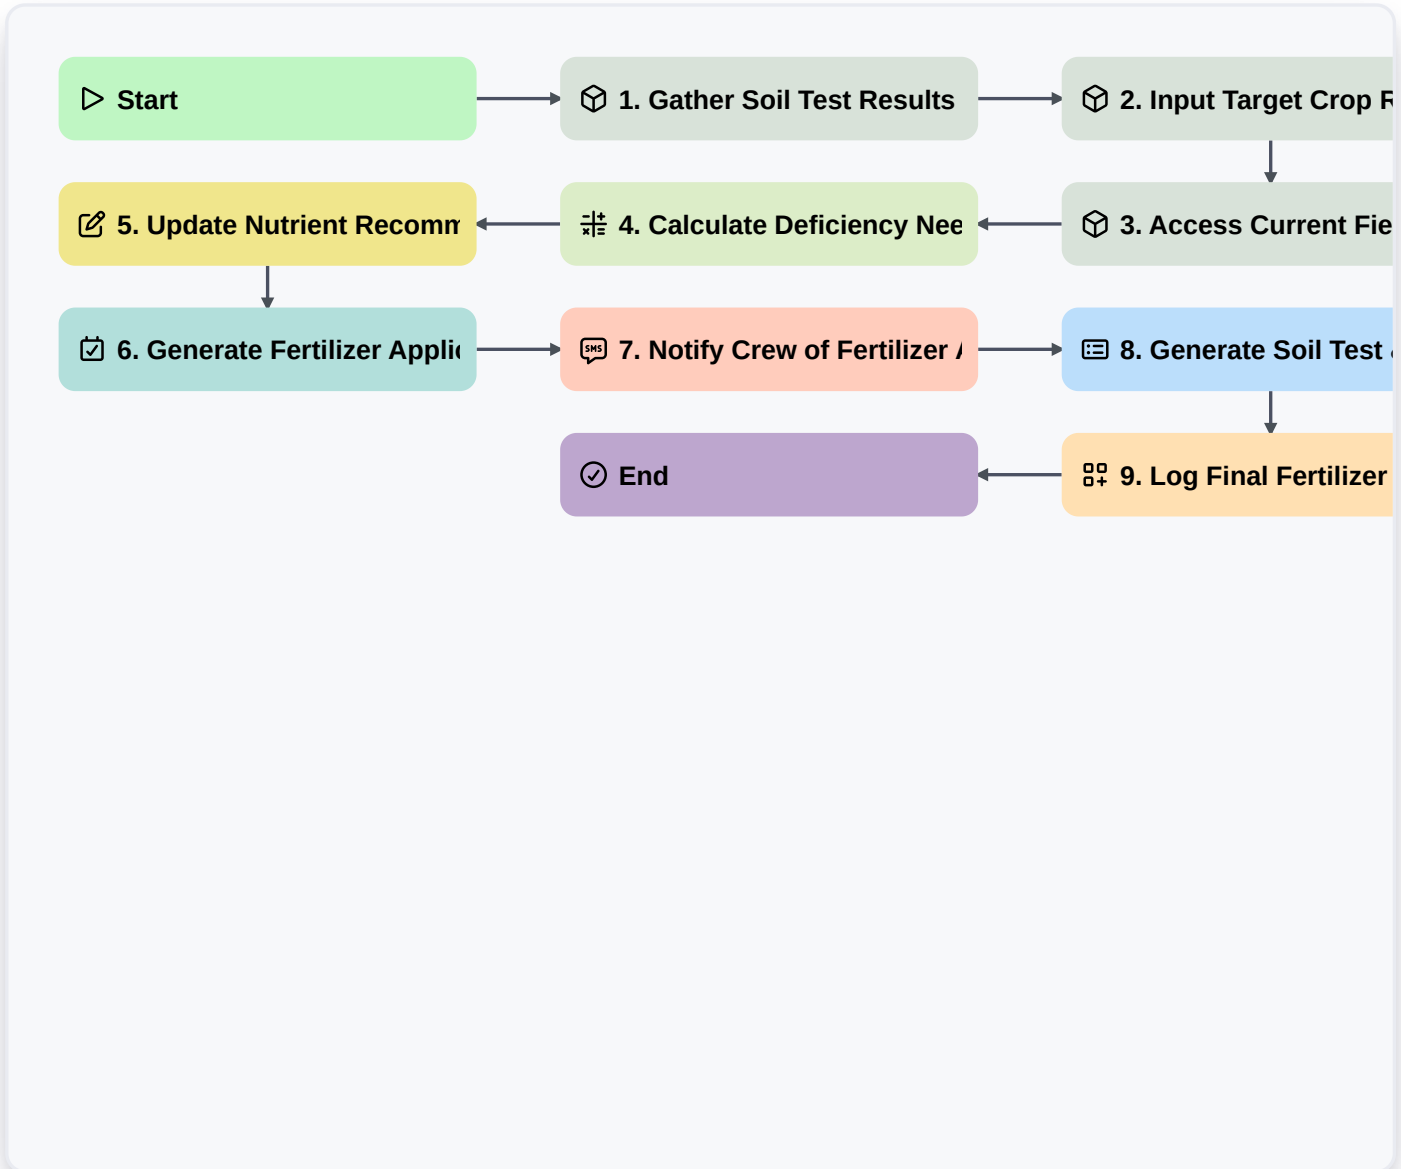 Start
1. Gather Soil Test Results
2. Input Target Crop
3. Access Current
4. Calculate Deficiency
5. Update Nutrient
6. Generate Fertilizer
SMS
7. Notify Crew of Fertilizer
8. Generate Soil Test
9. Log Final Fertilizer
End